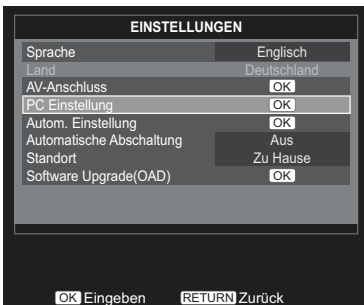 EINSTELLUNGEN
Sprache Englisch
Land Deutschland
AV-Anschluss OK
PC Einstellung OK
Autom. Einstellung OK
Automatische Abschaltung Aus
Standort Zu Hause
Software Upgrade(OAD) OK
OK Eingeben RETURN Zurück